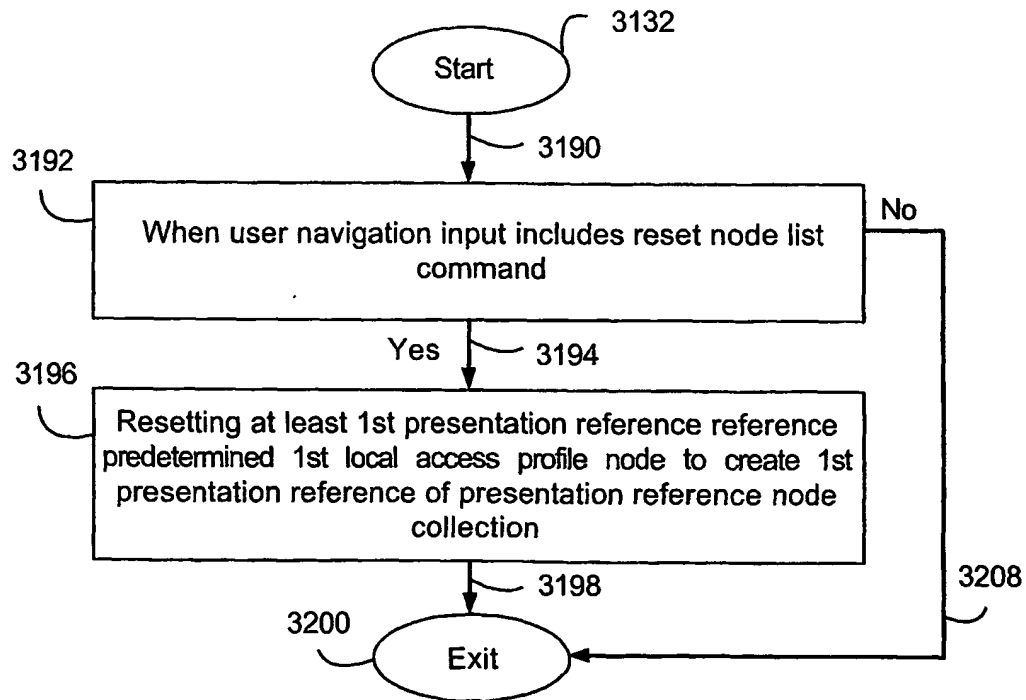 3132
Start
3190
3192
No
When user navigation input includes reset node list
command
Yes
3194
3196
Resetting at least 1st presentation reference reference
predetermined 1st local access profile node to create 1st
presentation reference of presentation reference node
collection
3198
3208
3200
Exit